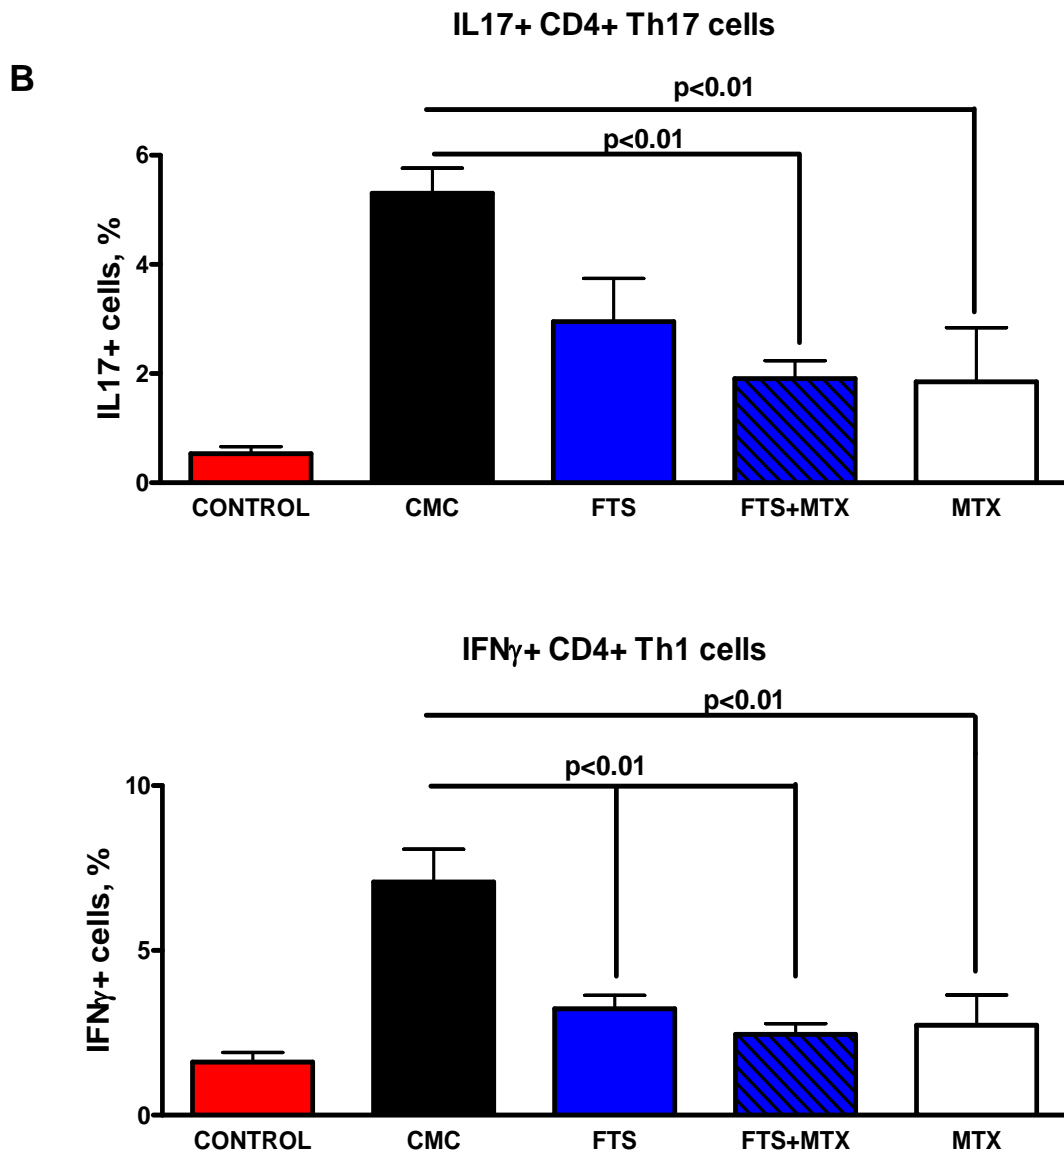 IL17+ CD4+ Th17 cells
B
p<0.01
p<0.01
IL17+ cells, %
6
4
2
0
CONTROL CMC FTS FTS+MTX MTX
IFNγ+ CD4+ Th1 cells
p<0.01
p<0.01
IFNγ+ cells, %
10
5
0
CONTROL CMC FTS FTS+MTX MTX